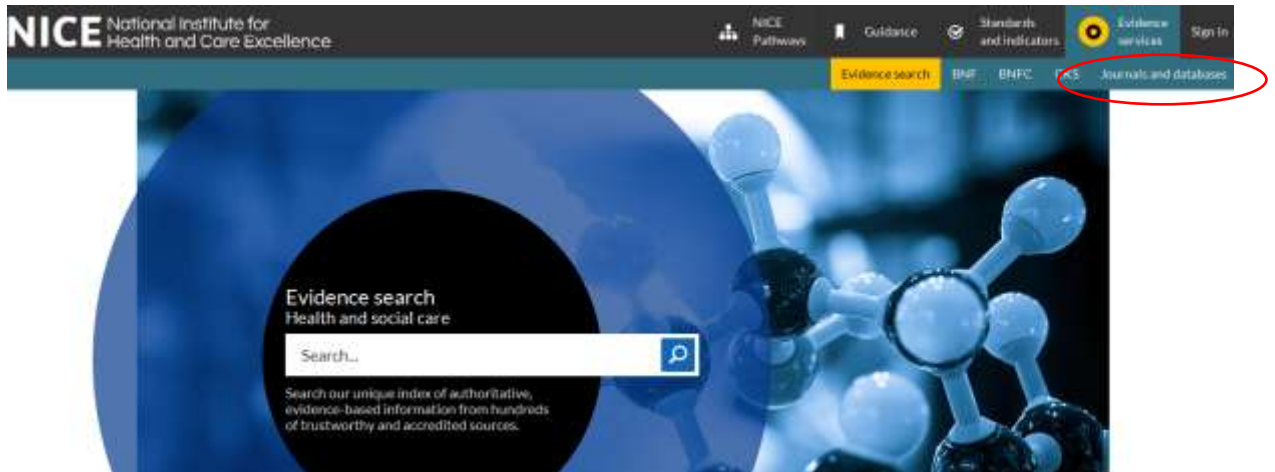 NICE National Institute for
Health and Care Excellence
NICE
Pathways
Guidance
Standards
and indicators
Evidence
services
Sign in
Evidence search BNF BNFC CKS Journals and databases
Evidence search
Health and social care
Search...
Search our unique index of authoritative,
evidence-based information from hundreds
of trustworthy and accredited sources.